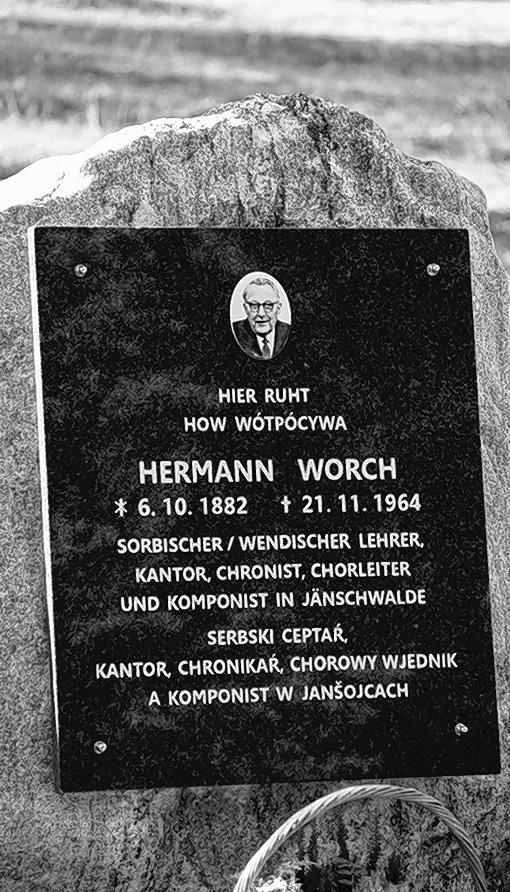 HIER RUHT
HOW WÓTPÓCYWA
HERMANN WORCH
* 6. 10. 1882 † 21. 11. 1964
SORBISCHER / WENDISCHER LEHRER,
KANTOR, CHRONIST, CHORLEITER
UND KOMPONIST IN JÄNSCHWALDE
SERBSKI CEPTAŔ,
KANTOR, CHRONIKAŔ, CHOROWY WJEDNIK
A KOMPONIST W JANŠOJCACH